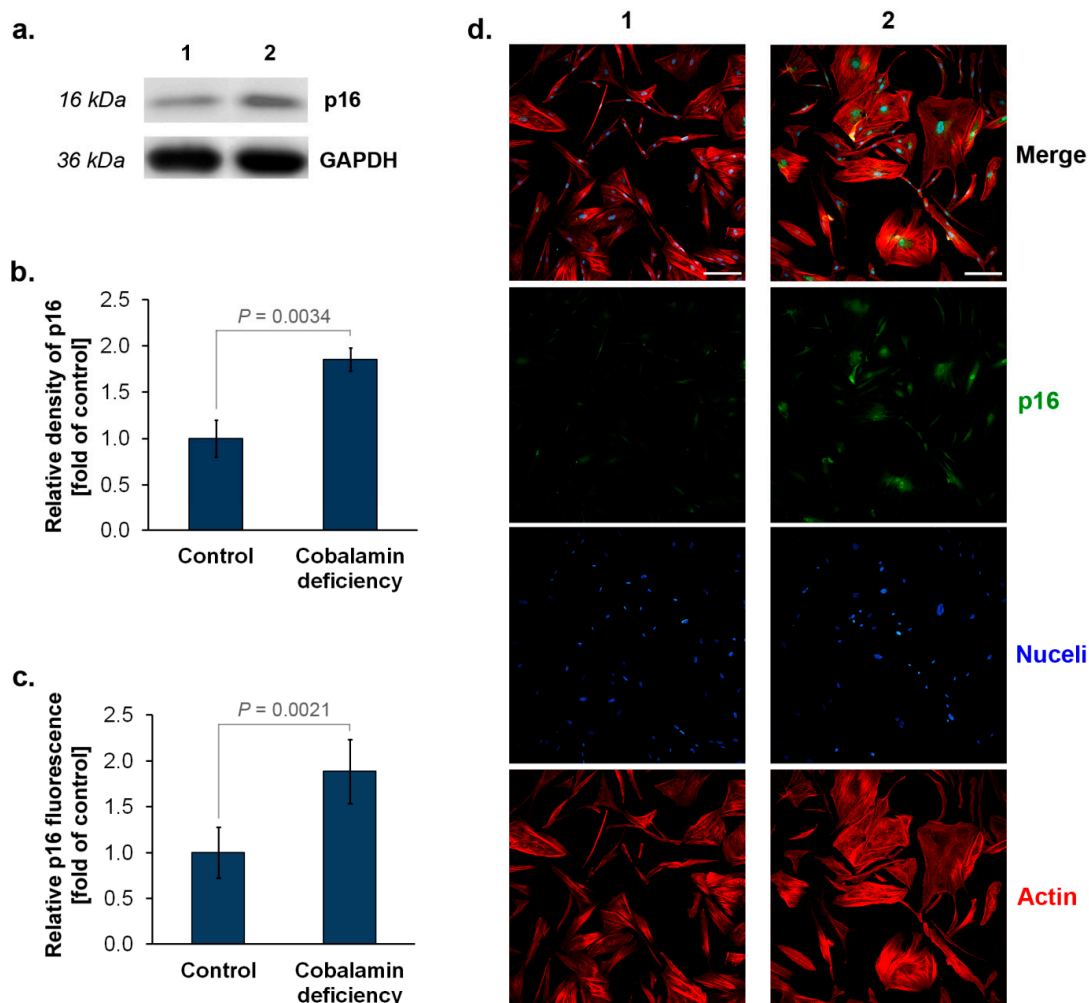 a.
1 2
16 kDa p16
36 kDa GAPDH
b.
Relative density of p16
[fold of control]
2.5
2.0
1.5
1.0
0.5
0.0
P = 0.0034
Control
Cobalamin
deficiency
c.
Relative p16 fluorescence
[fold of control]
2.5
2.0
1.5
1.0
0.5
0.0
P = 0.0021
Control
Cobalamin
deficiency
d.
1 2
Merge
p16
Nuceli
Actin